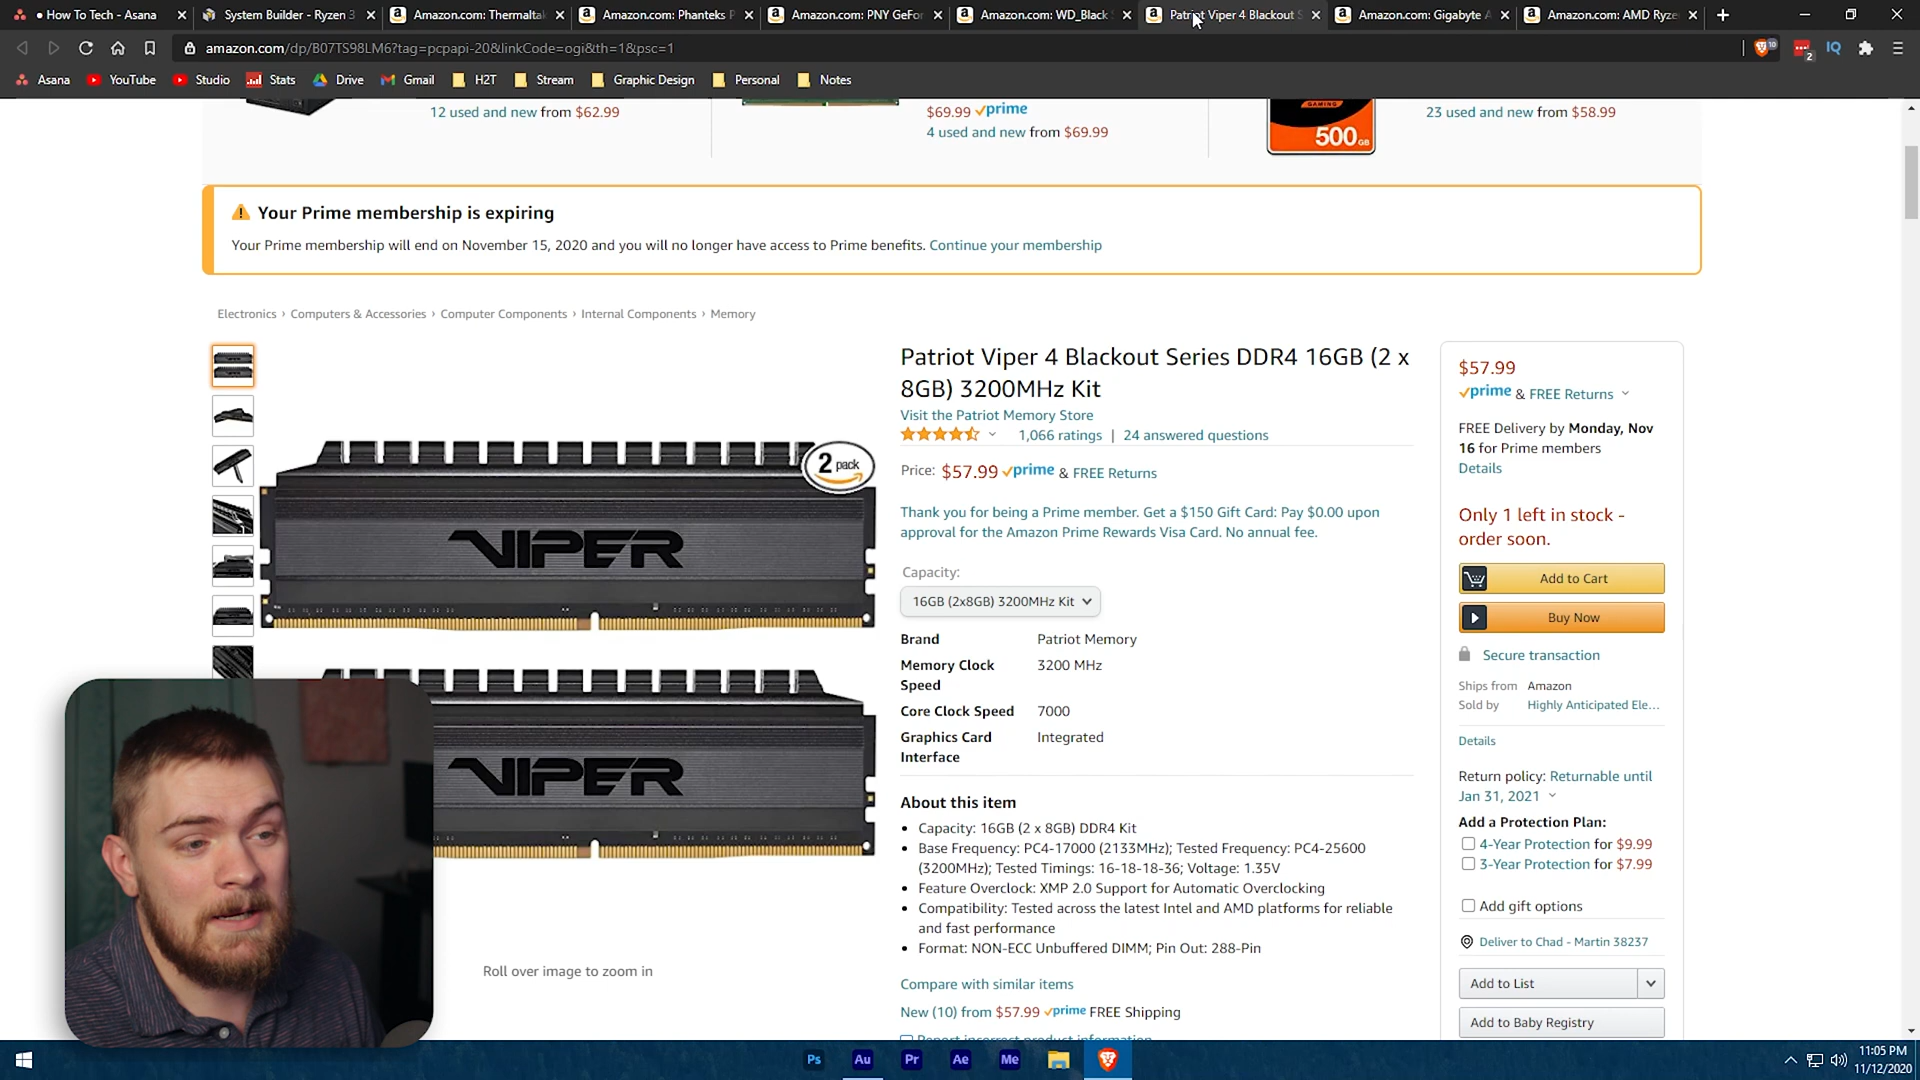 How To Tech - Asana
System Builder - Ryzen 3
Amazon.com: Thermaltak
Amazon.com: Phanteks P
Amazon.com: PNY GeFor
Amazon.com: WD_Black
Patriot Viper 4 Blackout S
Amazon.com: Gigabyte A
Amazon.com: AMD Ryze
amazon.com/dp/B07TS98LM6?tag=pcpapi-20&linkCode=ogi&th=1&psc=1
10
2
IQ
Asana
YouTube
Studio
Stats
Drive
Gmail
H2T
Stream
Graphic Design
Personal
Notes
12 used and new from $62.99
$69.99 prime
4 used and new from $69.99
GAMING
500GB
23 used and new from $58.99
Your Prime membership is expiring
Your Prime membership will end on November 15, 2020 and you will no longer have access to Prime benefits. Continue your membership
Electronics › Computers & Accessories › Computer Components › Internal Components › Memory
2 pack
VIPER
VIPER
Roll over image to zoom in
Patriot Viper 4 Blackout Series DDR4 16GB (2 x
8GB) 3200MHz Kit
Visit the Patriot Memory Store
1,066 ratings | 24 answered questions
Price: $57.99 prime & FREE Returns
Thank you for being a Prime member. Get a $150 Gift Card: Pay $0.00 upon
approval for the Amazon Prime Rewards Visa Card. No annual fee.
Capacity:
16GB (2x8GB) 3200MHz Kit
Brand Patriot Memory
Memory Clock Speed 3200 MHz
Core Clock Speed 7000
Graphics Card Interface Integrated
About this item
• Capacity: 16GB (2 x 8GB) DDR4 Kit
• Base Frequency: PC4-17000 (2133MHz); Tested Frequency: PC4-25600
(3200MHz); Tested Timings: 16-18-18-36; Voltage: 1.35V
• Feature Overclock: XMP 2.0 Support for Automatic Overclocking
• Compatibility: Tested across the latest Intel and AMD platforms for reliable
and fast performance
• Format: NON-ECC Unbuffered DIMM; Pin Out: 288-Pin
Compare with similar items
New (10) from $57.99 prime FREE Shipping
Report incorrect product information
$57.99
prime & FREE Returns
FREE Delivery by Monday, Nov
16 for Prime members
Details
Only 1 left in stock -
order soon.
Add to Cart
Buy Now
Secure transaction
Ships from Amazon
Sold by Highly Anticipated Ele...
Details
Return policy: Returnable until
Jan 31, 2021
Add a Protection Plan:
4-Year Protection for $9.99
3-Year Protection for $7.99
Add gift options
Deliver to Chad - Martin 38237
Add to List
Add to Baby Registry
Ps
Au
Pr
Ae
Me
11:05 PM
11/12/2020